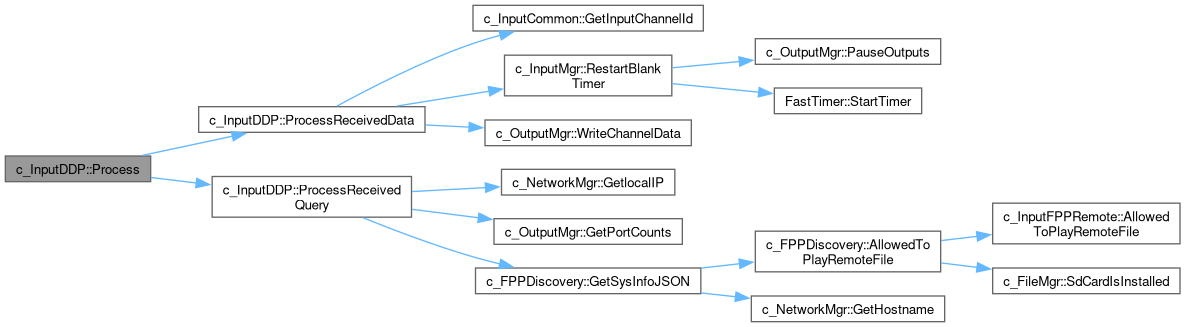 c_InputCommon::GetInputChannelId
c_OutputMgr::PauseOutputs
c_InputMgr::RestartBlank
Timer
FastTimer::StartTimer
c_InputDDP::ProcessReceivedData
c_OutputMgr::WriteChannelData
c_InputDDP::Process
c_InputDDP::ProcessReceived
Query
c_NetworkMgr::GetlocalIP
c_OutputMgr::GetPortCounts
c_InputFPPRemote::Allowed
ToPlayRemoteFile
c_FPPDiscovery::AllowedTo
PlayRemoteFile
c_FPPDiscovery::GetSysInfoJSON
c_FileMgr::SdCardIsInstalled
c_NetworkMgr::GetHostname